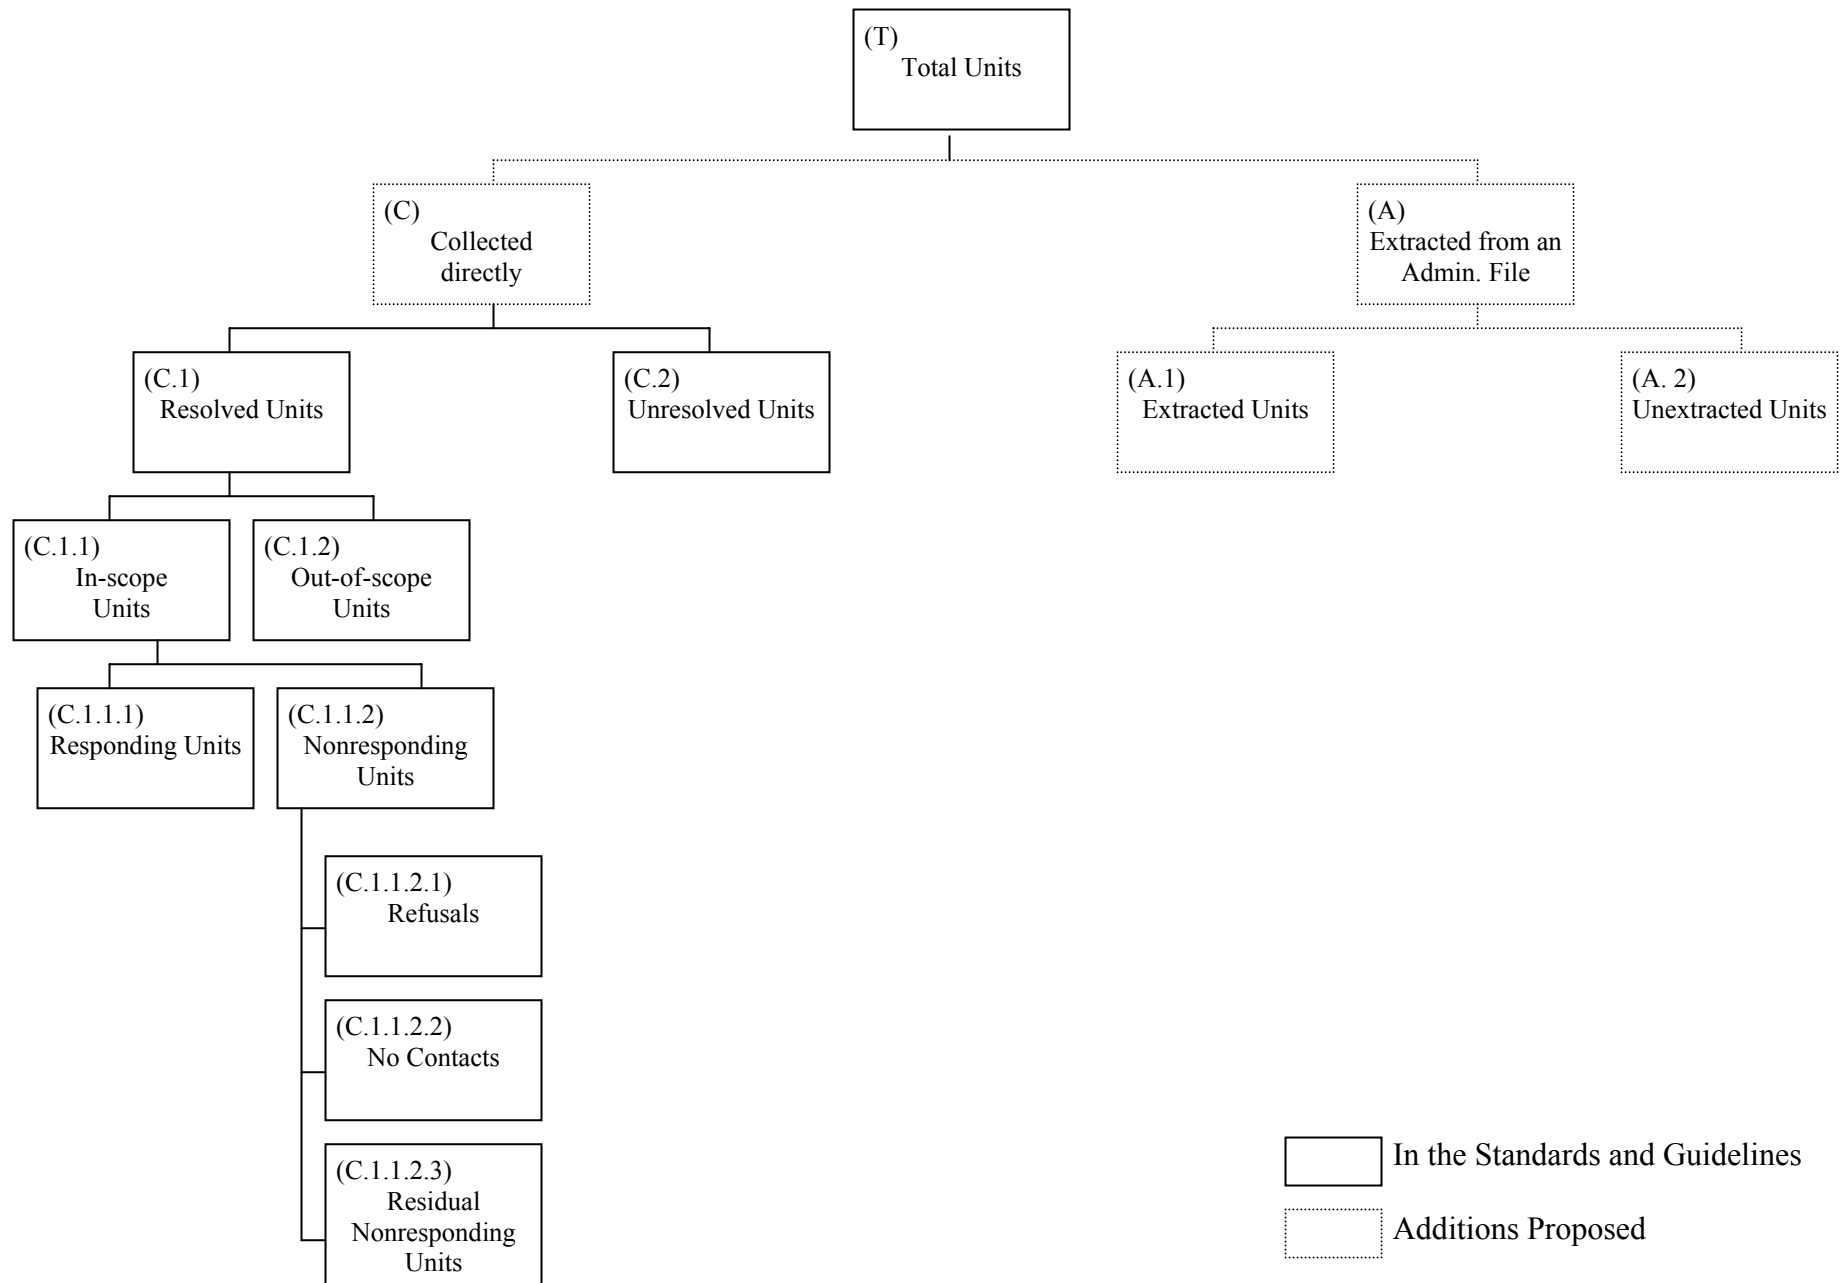 (T)
Total Units
(C)
Collected
directly
(A)
Extracted from an
Admin. File
(C.1)
Resolved Units
(C.2)
Unresolved Units
(A.1)
Extracted Units
(A. 2)
Unextracted Units
(C.1.1)
In-scope
Units
(C.1.2)
Out-of-scope
Units
(C.1.1.1)
Responding Units
(C.1.1.2)
Nonresponding
Units
(C.1.1.2.1)
Refusals
(C.1.1.2.2)
No Contacts
(C.1.1.2.3)
Residual
Nonresponding
Units
In the Standards and Guidelines
Additions Proposed